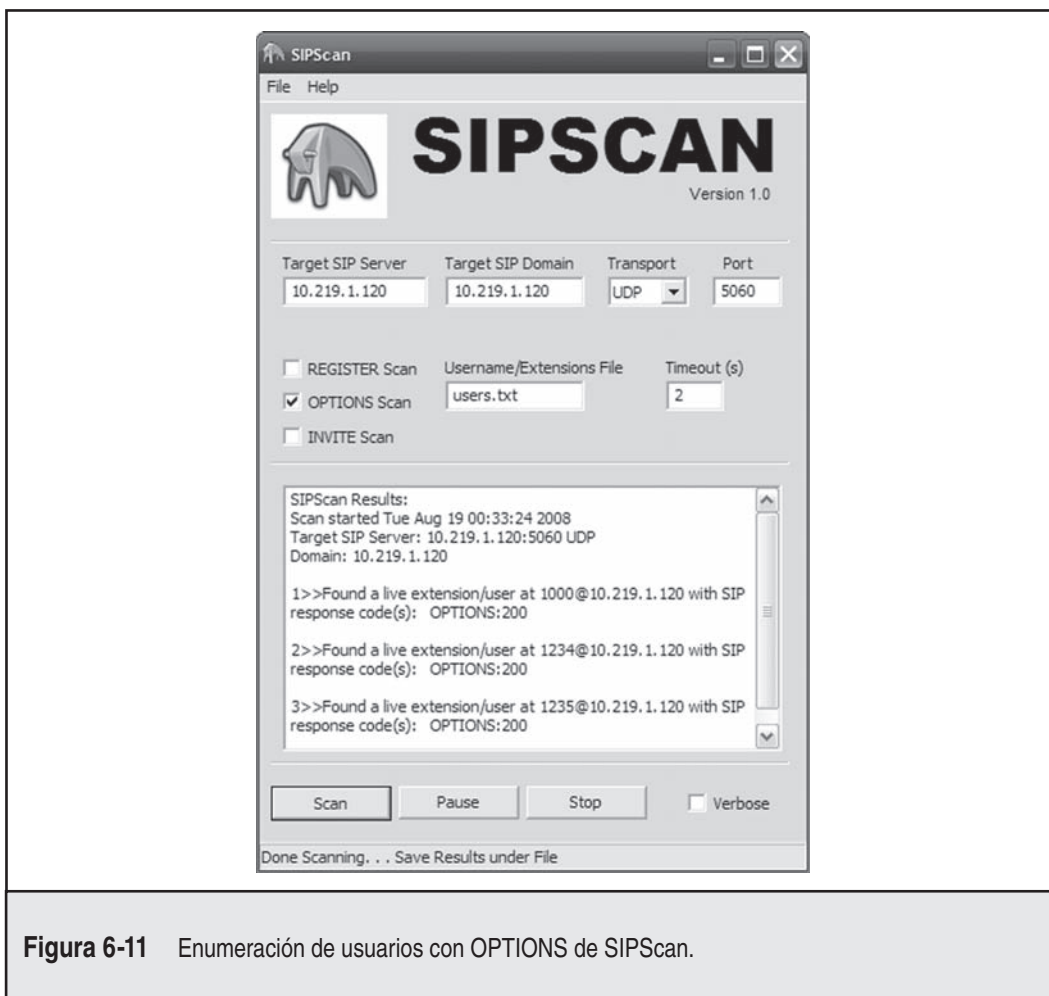 SIPScan
File Help
SIPSCAN
Version 1.0
Target SIP Server Target SIP Domain Transport Port
10.219.1.120 10.219.1.120 UDP 5060
REGISTER Scan Username/Extensions File Timeout (s)
OPTIONS Scan users.txt 2
INVITE Scan
SIPScan Results:
Scan started Tue Aug 19 00:33:24 2008
Target SIP Server: 10.219.1.120:5060 UDP
Domain: 10.219.1.120
1>>Found a live extension/user at 1000@10.219.1.120 with SIP
response code(s): OPTIONS:200
2>>Found a live extension/user at 1234@10.219.1.120 with SIP
response code(s): OPTIONS:200
3>>Found a live extension/user at 1235@10.219.1.120 with SIP
response code(s): OPTIONS:200
Scan Pause Stop Verbose
Done Scanning. . . Save Results under File
Figura 6-11 Enumeración de usuarios con OPTIONS de SIPScan.